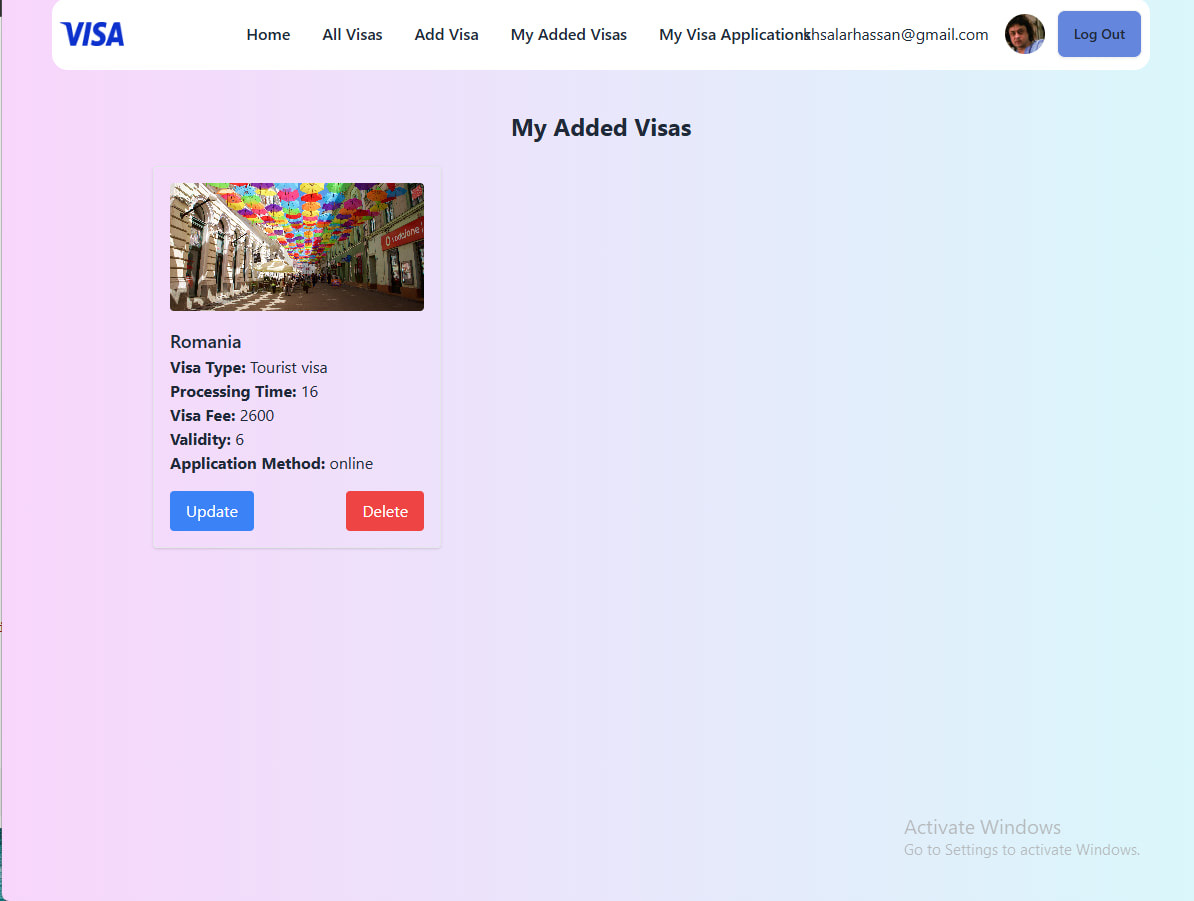 VISA Home All Visas Add Visa My Added Visas My Visa Applications hsalarhassan@gmail.com Log Out
My Added Visas
vodafone
Romania
Visa Type: Tourist visa
Processing Time: 16
Visa Fee: 2600
Validity: 6
Application Method: online
Update Delete
Activate Windows
Go to Settings to activate Windows.